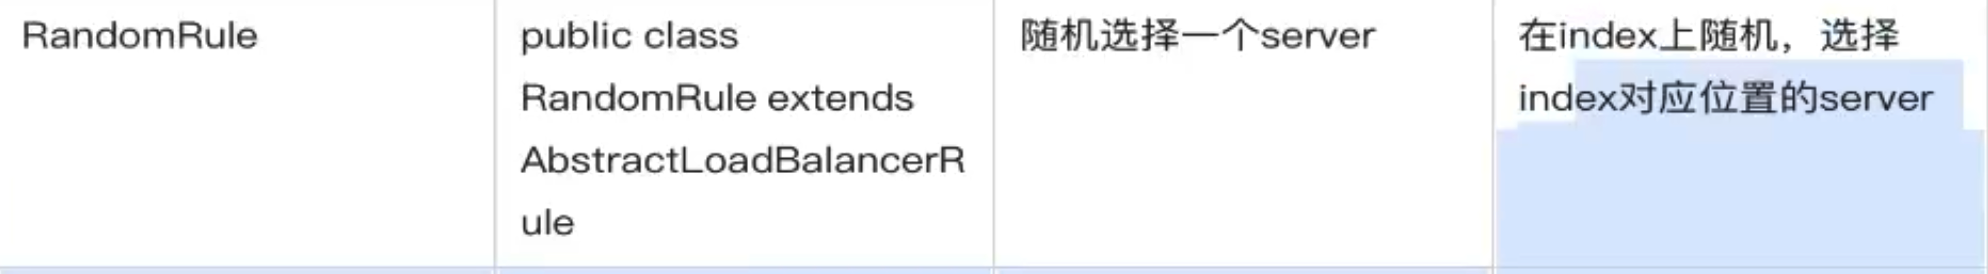 RandomRule
public class
RandomRule extends
AbstractLoadBalancerR
ule
随机选择一个server
在index上随机，选择
index对应位置的server